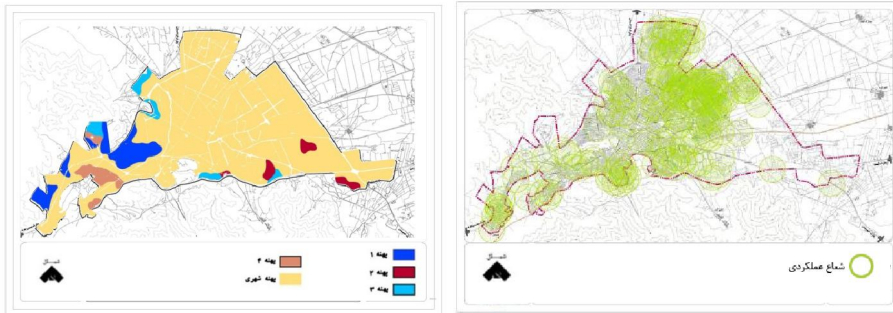 پهنه ۱
پهنه ۲
پهنه ۳
پهنه ۴
پهنه شهری
شمال
شعاع عملکردی
شمال